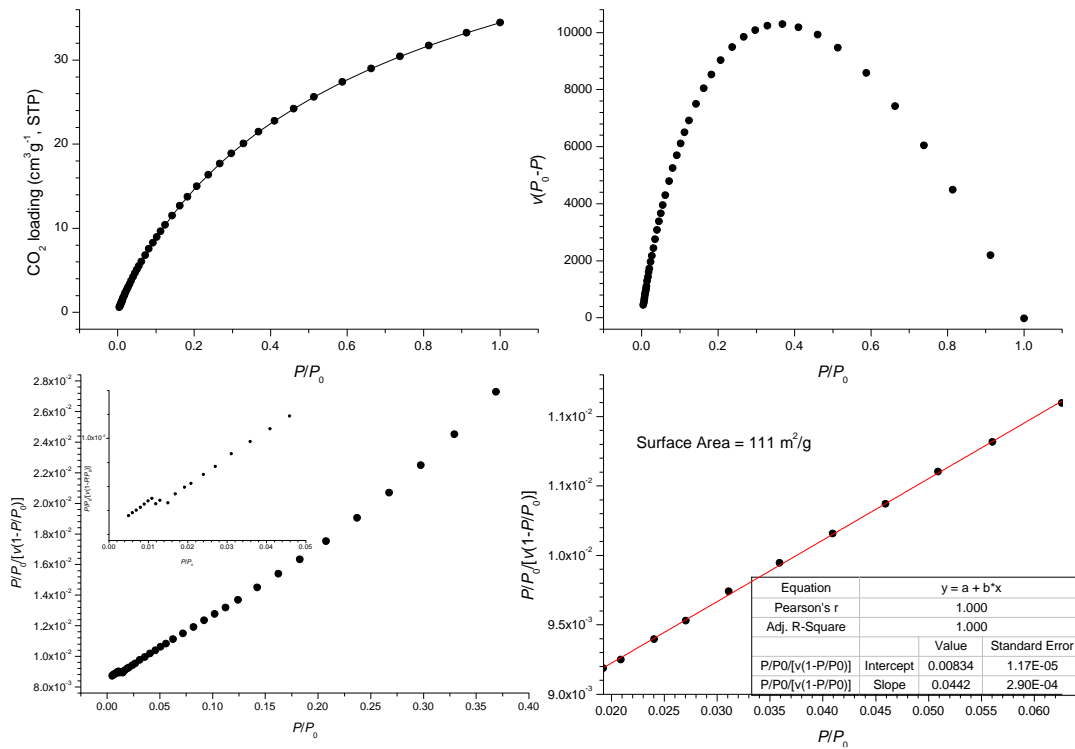 CO₂ loading (cm³g⁻¹, STP)
30
20
10
0
0.0 0.2 0.4 0.6 0.8 1.0
P/P₀
v(P₀-P)
10000
8000
6000
4000
2000
0
0.0 0.2 0.4 0.6 0.8 1.0
P/P₀
P/P₀/[v(1-P/P₀)]
2.8x10⁻²
2.6x10⁻²
2.4x10⁻²
2.2x10⁻²
2.0x10⁻²
1.8x10⁻²
1.6x10⁻²
1.4x10⁻²
1.2x10⁻²
1.0x10⁻²
8.0x10⁻³
0.00 0.05 0.10 0.15 0.20 0.25 0.30 0.35 0.40
P/P₀
P/P₀/[v(1-P/P₀)]
1.0x10⁻²
0.00 0.01 0.02 0.03 0.04 0.05
P/P₀
P/P₀/[v(1-P/P₀)]
1.1x10⁻²
1.1x10⁻²
1.0x10⁻²
9.5x10⁻³
9.0x10⁻³
0.020 0.030 0.040 0.050 0.060
P/P₀
Surface Area = 111 m²/g
Equation y = a + b*x
Pearson's r 1.000
Adj. R-Square 1.000
Value Standard Error
P/P0/[v(1-P/P0)] Intercept 0.00834 1.17E-05
P/P0/[v(1-P/P0)] Slope 0.0442 2.90E-04